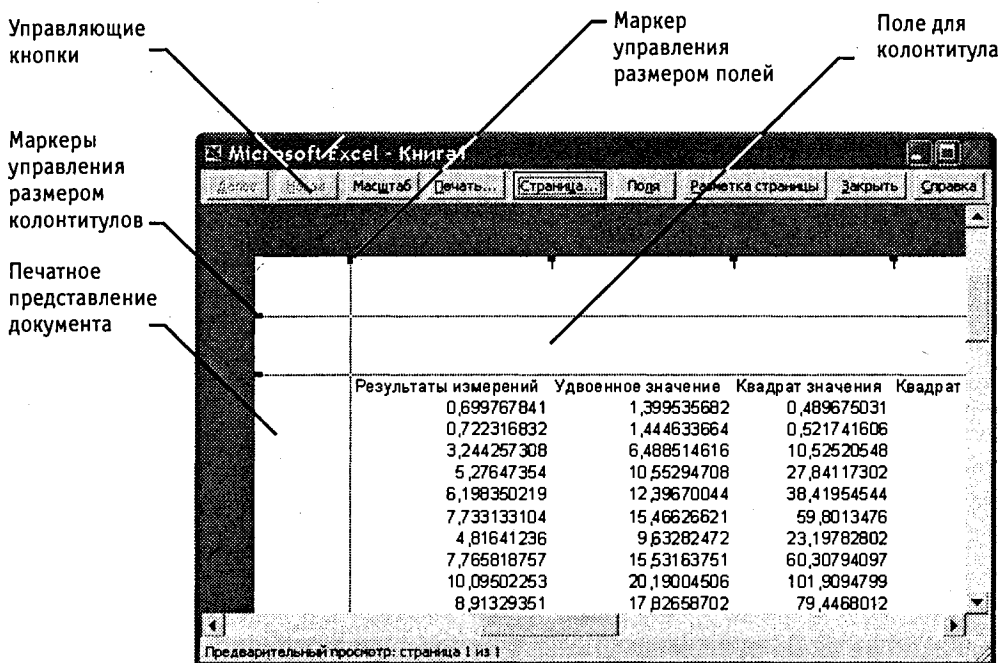 Управляющие
кнопки
Маркер
управления
размером полей
Поле для
колонтитула
Маркеры
управления
размером
колонтитулов
Печатное
представление
документа
Microsoft Excel - Книга1
Далее Назад Масштаб Печать... Страница... Поля Разметка страницы Закрыть Справка
Результаты измерений Удвоенное значение Квадрат значения Квадрат
0,699767841 1,399535682 0,489675031
0,722316832 1,444633664 0,521741606
3,244257308 6,488514616 10,52520548
5,27647354 10,55294708 27,84117302
6,198350219 12,39670044 38,41954544
7,733133104 15,46626621 59,8013476
4,81641236 9,63282472 23,19782802
7,765818757 15,53163751 60,30794097
10,09502253 20,19004506 101,9094799
8,91329351 17,82658702 79,4468012
Предварительный просмотр: страница 1 из 1